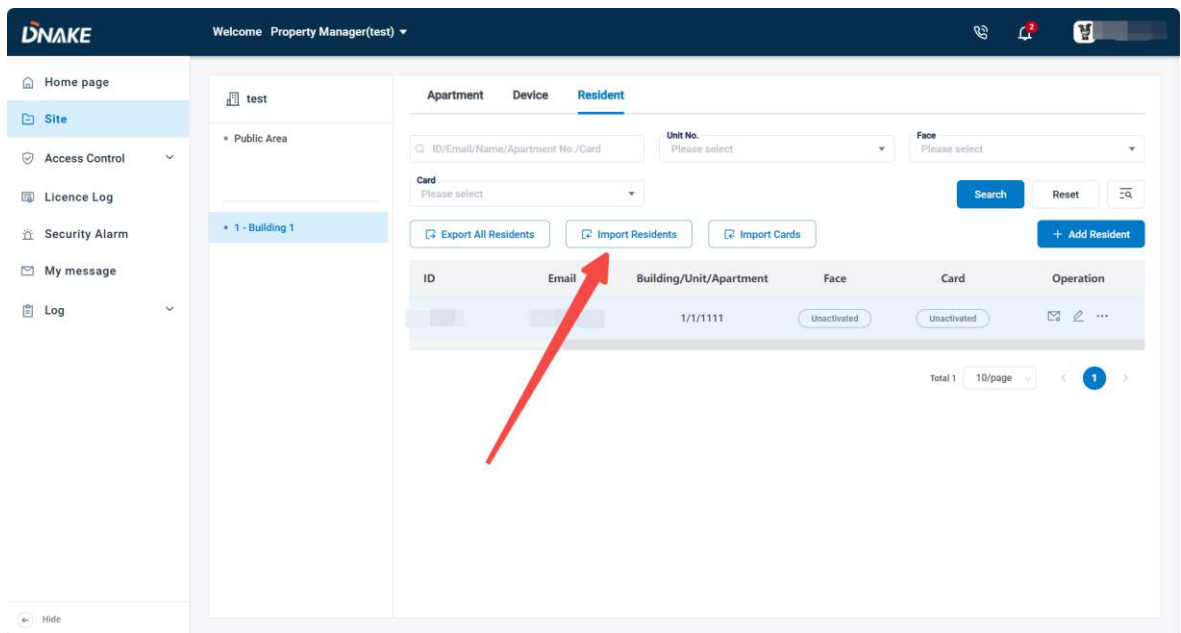 DNAKE
Welcome Property Manager(test)
2
Home page
Site
Access Control
Licence Log
Security Alarm
My message
Log
Hide
test
Public Area
1 - Building 1
Apartment Device Resident
ID/Email/Name/Apartment No./Card
Unit No.
Please select
Face
Please select
Card
Please select
Search Reset
Export All Residents Import Residents Import Cards + Add Resident
ID Email Building/Unit/Apartment Face Card Operation
1/1/1111 Unactivated Unactivated
Total 1 10/page < 1 >